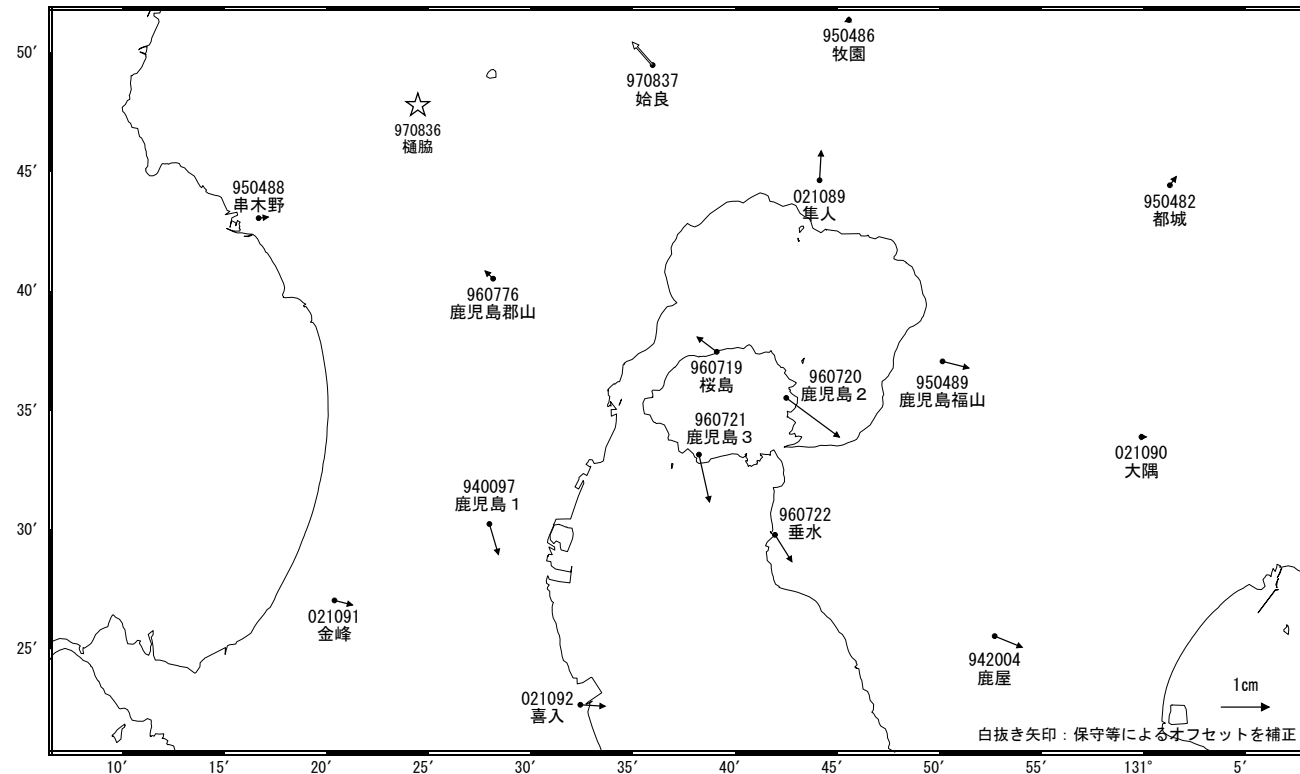 50′
45′
40′
35′
30′
25′
950486
牧園
970837
姶良
970836
樋脇
950488
串木野
021089
隼人
950482
都城
960776
鹿児島郡山
960719
桜島
960720
鹿児島２
950489
鹿児島福山
960721
鹿児島３
021090
大隅
940097
鹿児島１
960722
垂水
021091
金峰
942004
鹿屋
021092
喜入
1cm
白抜き矢印：保守等によるオフセットを補正
10′
15′
20′
25′
30′
35′
40′
45′
50′
55′
131°
5′